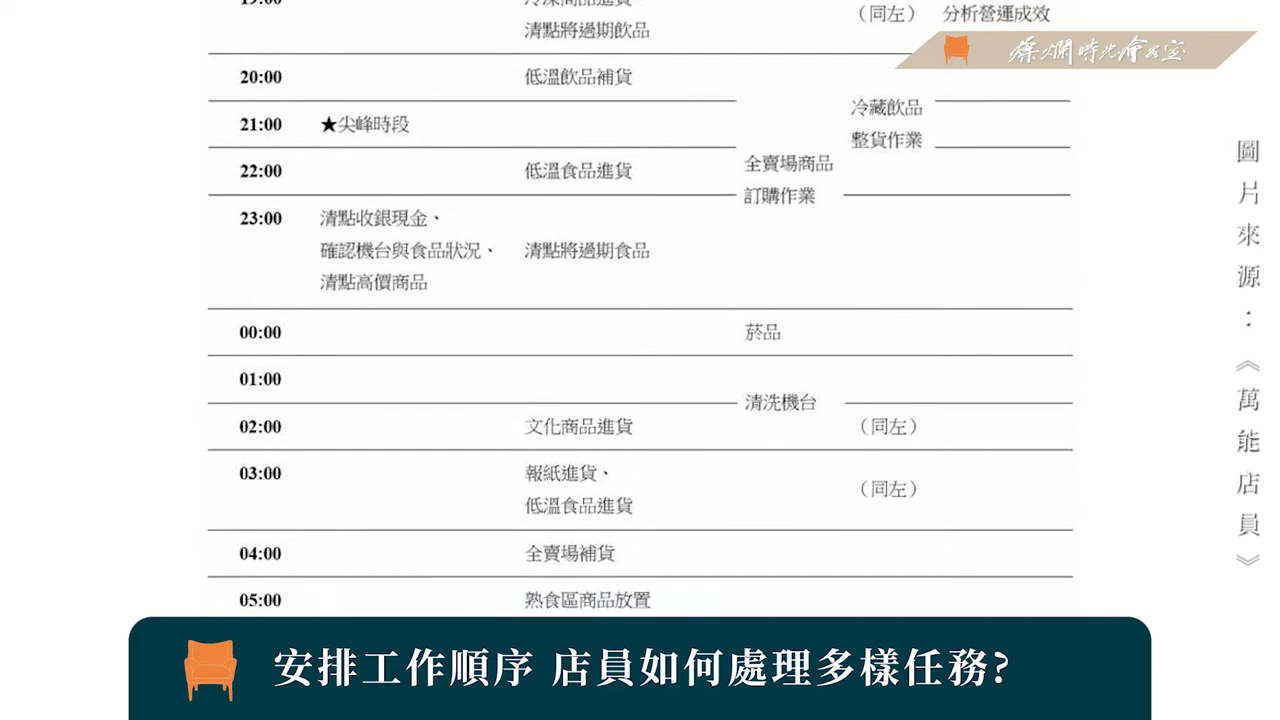 清點將過期飲品
（同左） 分析營運成效
燦爛時光會客室
20:00 低溫飲品補貨
冷藏飲品
整貨作業
21:00 ★尖峰時段
全賣場商品
訂購作業
22:00 低溫食品進貨
23:00 清點收銀現金、
確認機台與食品狀況、 清點將過期食品
清點高價商品
00:00 菸品
01:00
清洗機台
02:00 文化商品進貨 （同左）
03:00 報紙進貨、
低溫食品進貨
（同左）
04:00 全賣場補貨
05:00 熟食區商品放置
圖片來源：《萬能店員》
安排工作順序 店員如何處理多樣任務?